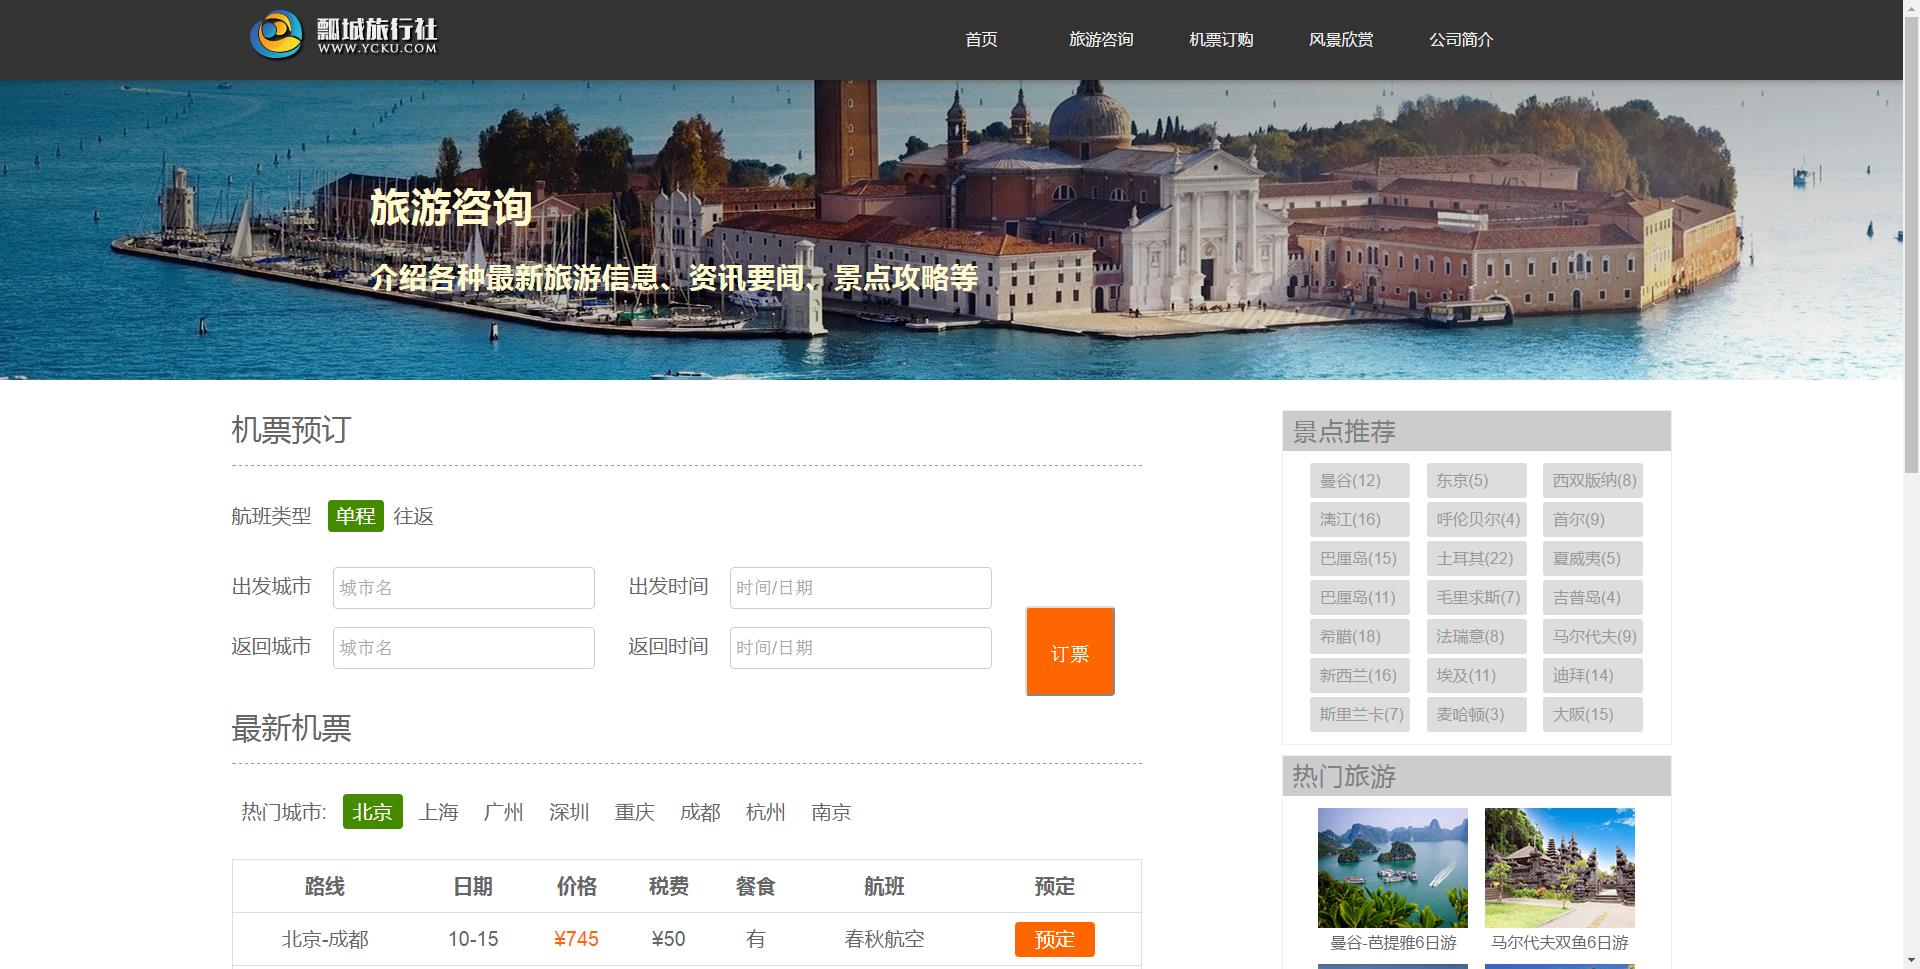 瓢城旅行社
WWW.YCKU.COM
首页 旅游咨询 机票订购 风景欣赏 公司简介
旅游咨询
介绍各种最新旅游信息、资讯要闻、景点攻略等
机票预订
航班类型 单程 往返
出发城市 城市名 出发时间 时间/日期
返回城市 城市名 返回时间 时间/日期
订票
最新机票
热门城市: 北京 上海 广州 深圳 重庆 成都 杭州 南京
路线 日期 价格 税费 餐食 航班 预定
北京-成都 10-15 ¥745 ¥50 有 春秋航空 预定
景点推荐
曼谷(12) 东京(5) 西双版纳(8)
漓江(16) 呼伦贝尔(4) 首尔(9)
巴厘岛(15) 土耳其(22) 夏威夷(5)
巴厘岛(11) 毛里求斯(7) 吉普岛(4)
希腊(18) 法瑞意(8) 马尔代夫(9)
新西兰(16) 埃及(11) 迪拜(14)
斯里兰卡(7) 麦哈顿(3) 大阪(15)
热门旅游
曼谷-芭提雅6日游 马尔代夫双鱼6日游